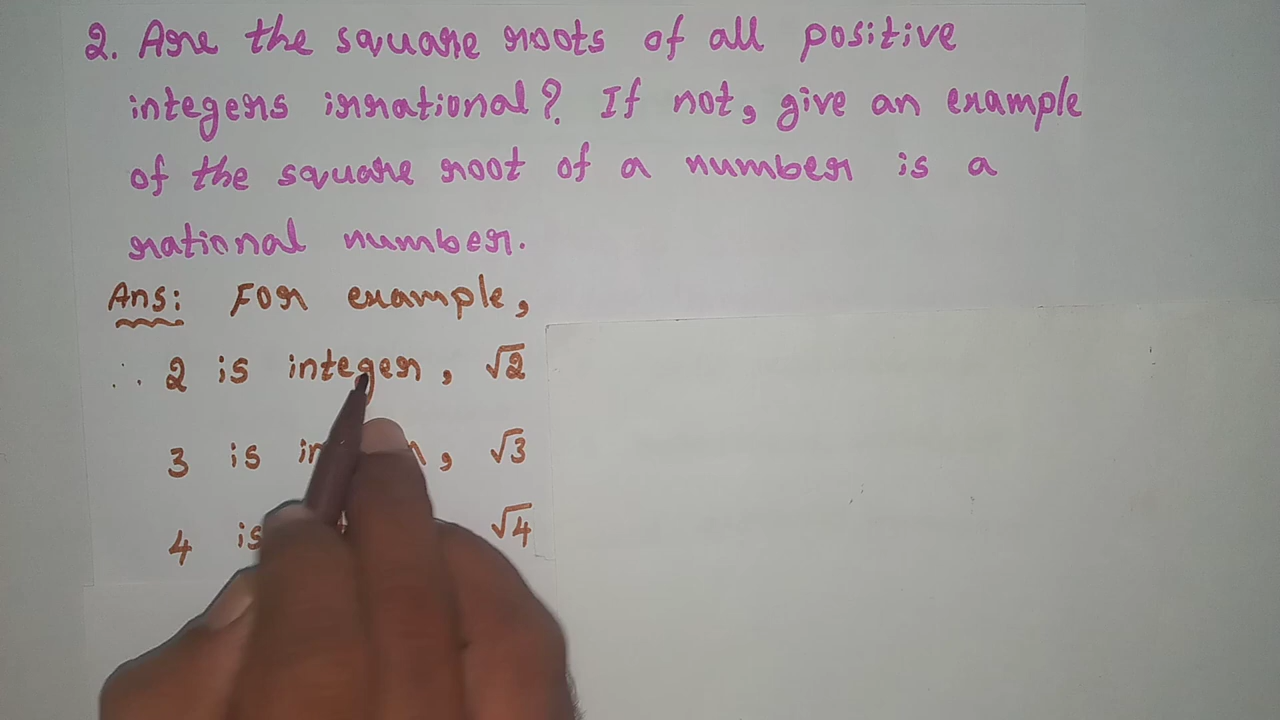 2. Are the square roots of all positive
integers irrational? If not, give an example
of the square root of a number is a
rational number.
Ans: For example,
∴ 2 is integer, √2
3 is , √3
4 is √4